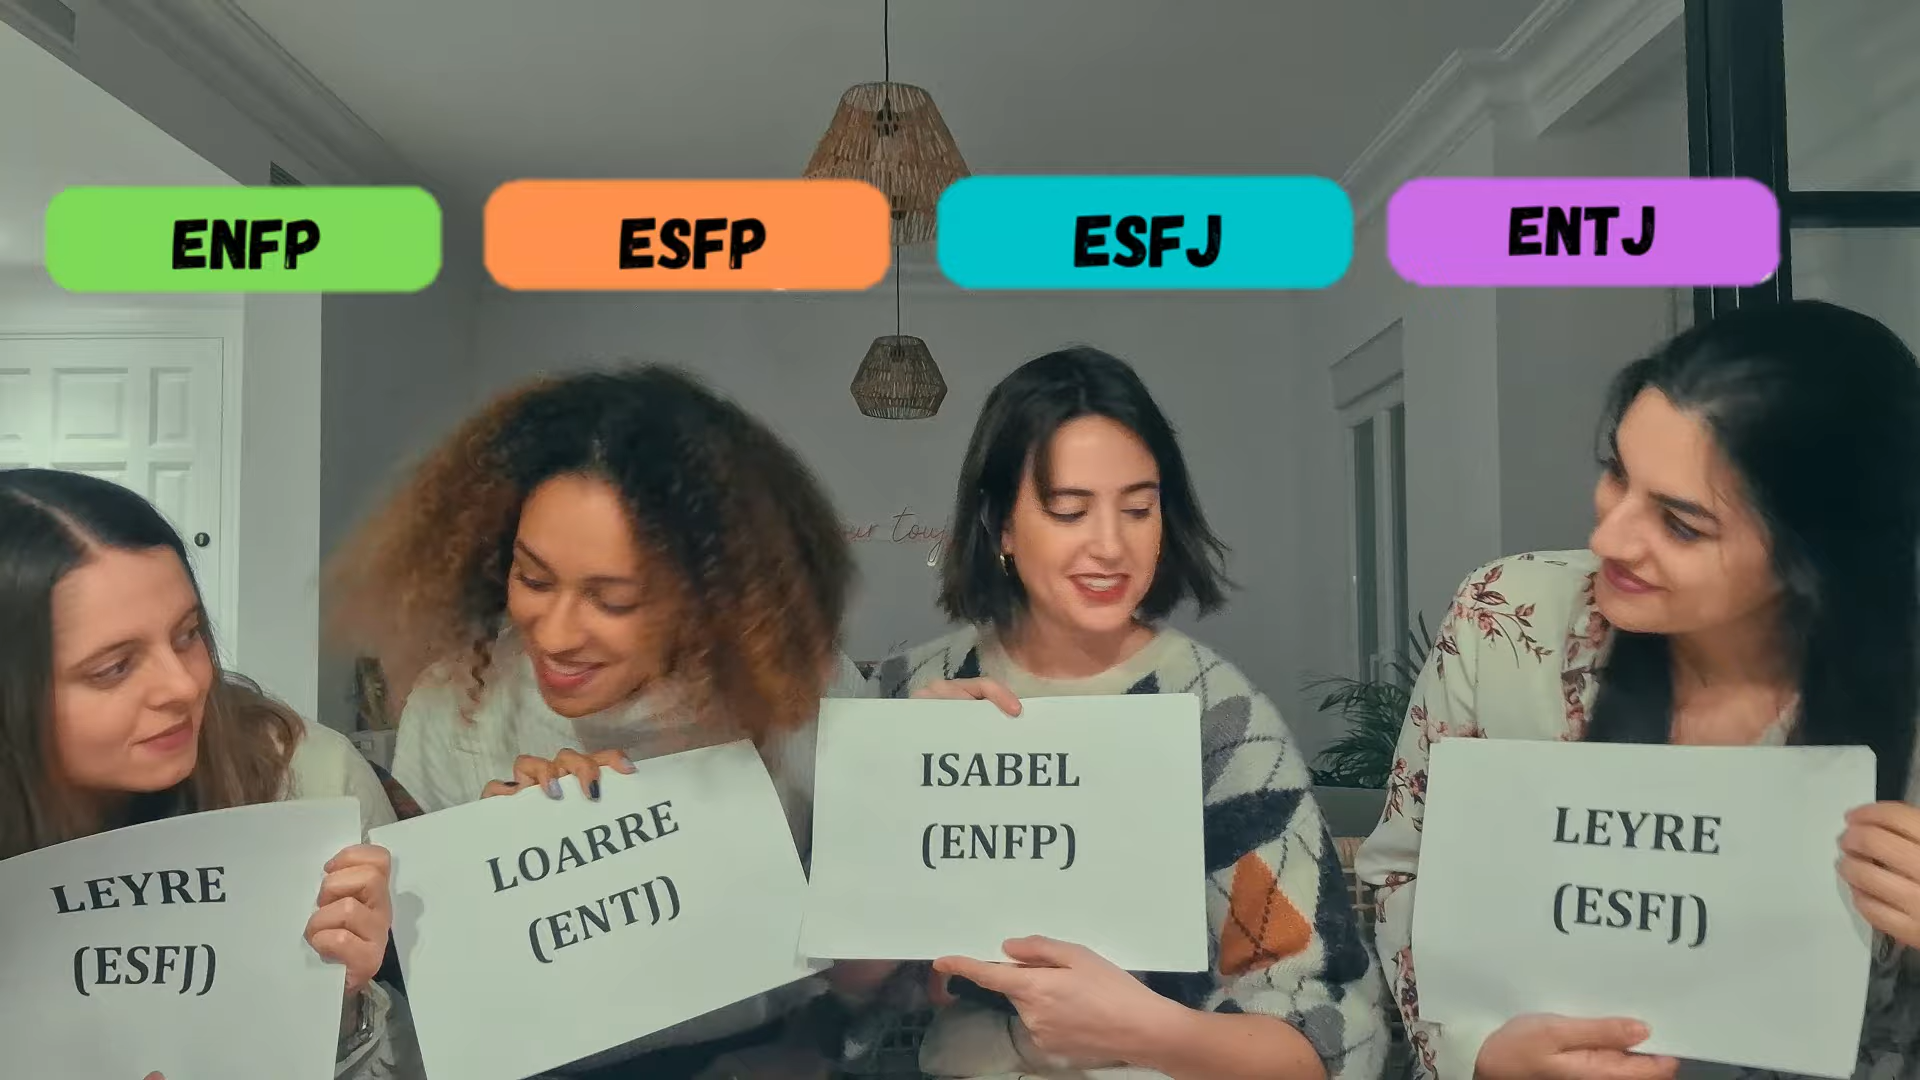 ENFP
ESFP
ESFJ
ENTJ
LEYRE
(ESFJ)
LOARRE
(ENTJ)
ISABEL
(ENFP)
LEYRE
(ESFJ)